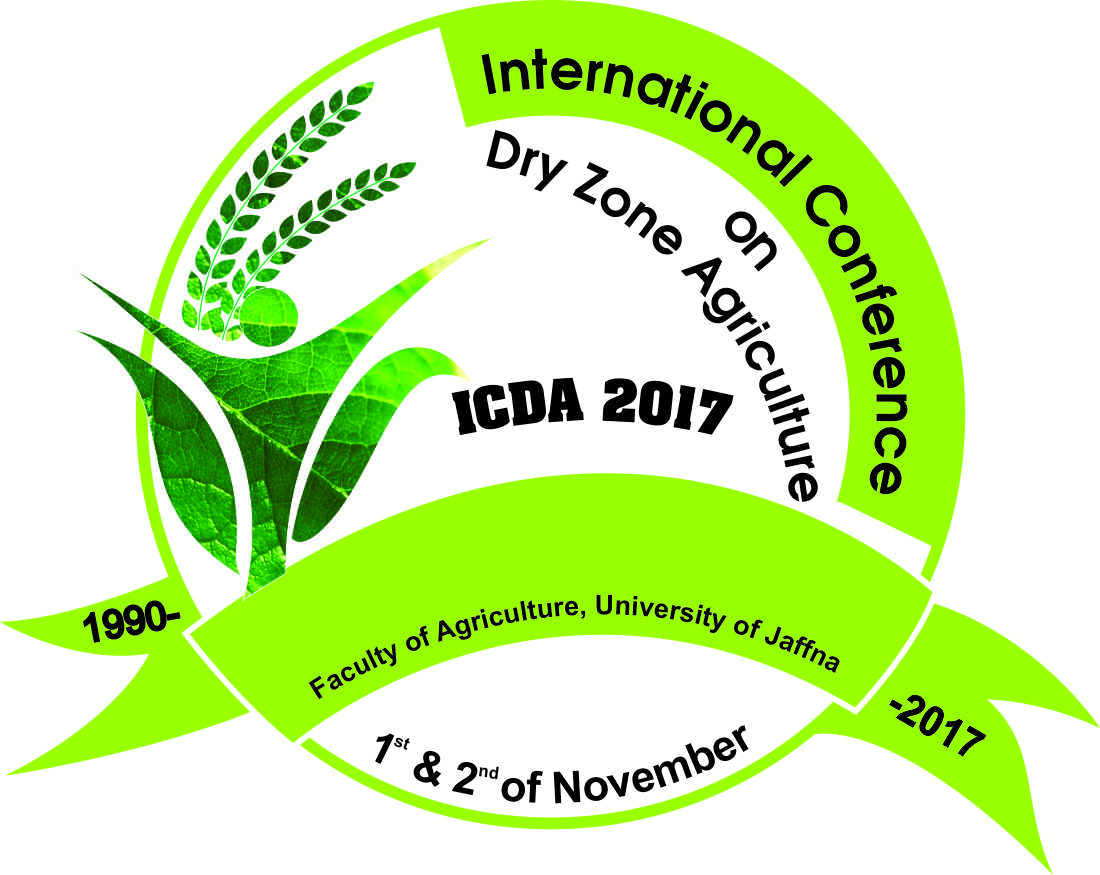 International Conference
on
Dry Zone Agriculture
ICDA 2017
Faculty of Agriculture, University of Jaffna
1990-
-2017
1st & 2nd of November